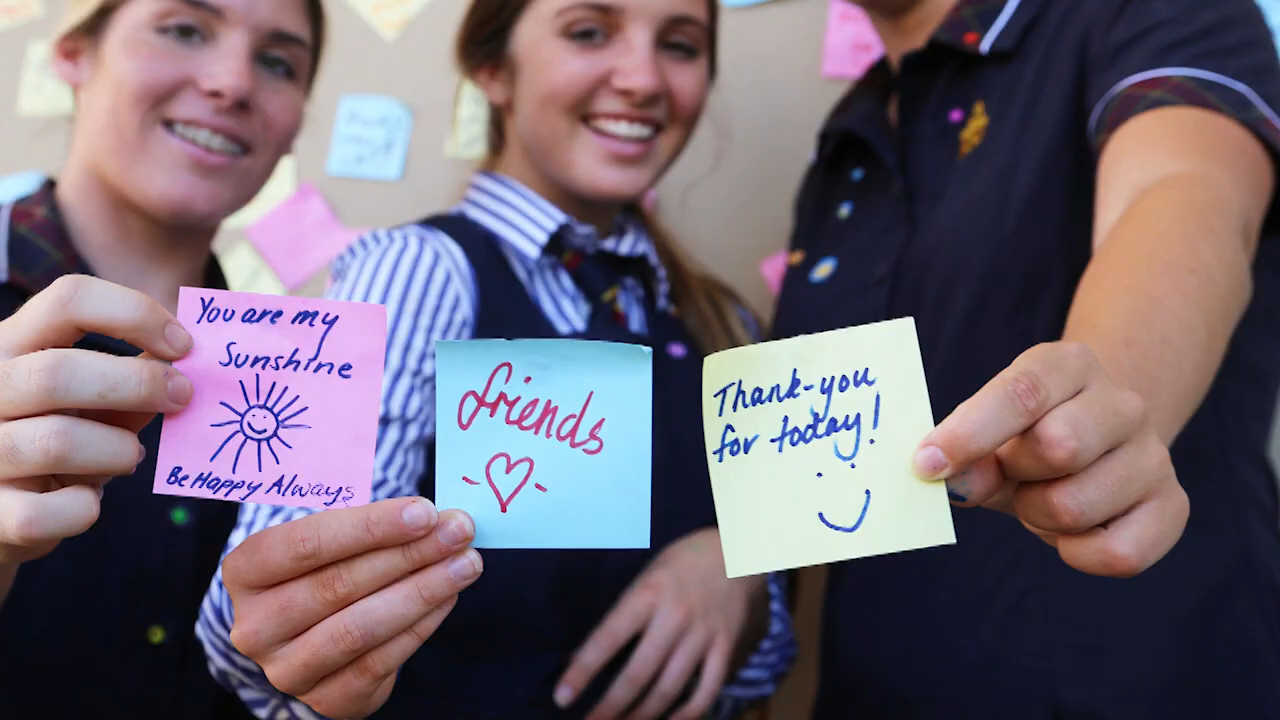 You are my
Sunshine
Be Happy Always
friends
Thank-you
for today!